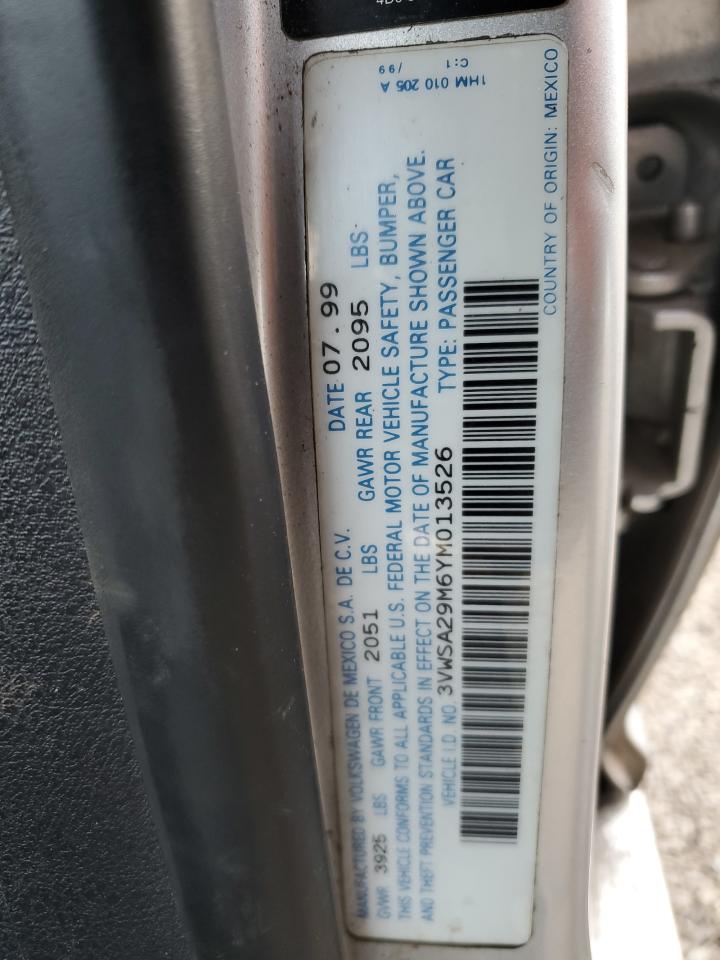 1HM 010 205 A
C:1 /99
MANUFACTURED BY VOLKSWAGEN DE MEXICO S.A. DE C.V. DATE 07.99
GVWR 3925 LBS GAWR FRONT 2051 LBS GAWR REAR 2095 LBS
THIS VEHICLE CONFORMS TO ALL APPLICABLE U.S. FEDERAL MOTOR VEHICLE SAFETY, BUMPER,
AND THEFT PREVENTION STANDARDS IN EFFECT ON THE DATE OF MANUFACTURE SHOWN ABOVE.
VEHICLE I.D. NO. 3VWSA29M6YM013526 TYPE: PASSENGER CAR
COUNTRY OF ORIGIN: MEXICO